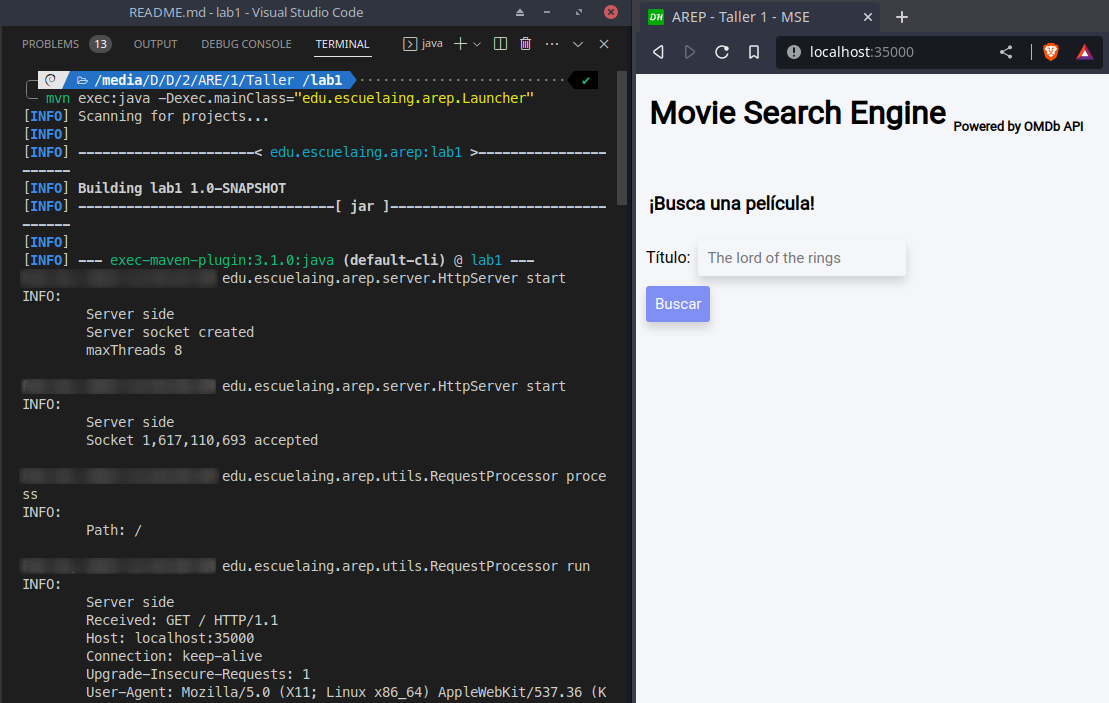 README.md - lab1 - Visual Studio Code
PROBLEMS 13 OUTPUT DEBUG CONSOLE TERMINAL java
/media/D/D/2/ARE/1/Taller /lab1
mvn exec:java -Dexec.mainClass="edu.escuelaing.arep.Launcher"
[INFO] Scanning for projects...
[INFO]
[INFO] ----------------------< edu.escuelaing.arep:lab1 >----------------
------
[INFO] Building lab1 1.0-SNAPSHOT
[INFO] --------------------------------[ jar ]---------------------------
------
[INFO]
[INFO] --- exec-maven-plugin:3.1.0:java (default-cli) @ lab1 ---
edu.escuelaing.arep.server.HttpServer start
INFO:
Server side
Server socket created
maxThreads 8
edu.escuelaing.arep.server.HttpServer start
INFO:
Server side
Socket 1,617,110,693 accepted
edu.escuelaing.arep.utils.RequestProcessor proce
ss
INFO:
Path: /
edu.escuelaing.arep.utils.RequestProcessor run
INFO:
Server side
Received: GET / HTTP/1.1
Host: localhost:35000
Connection: keep-alive
Upgrade-Insecure-Requests: 1
User-Agent: Mozilla/5.0 (X11; Linux x86_64) AppleWebKit/537.36 (K
DH AREP - Taller 1 - MSE
localhost:35000
Movie Search Engine Powered by OMDb API
¡Busca una película!
Título: The lord of the rings
Buscar